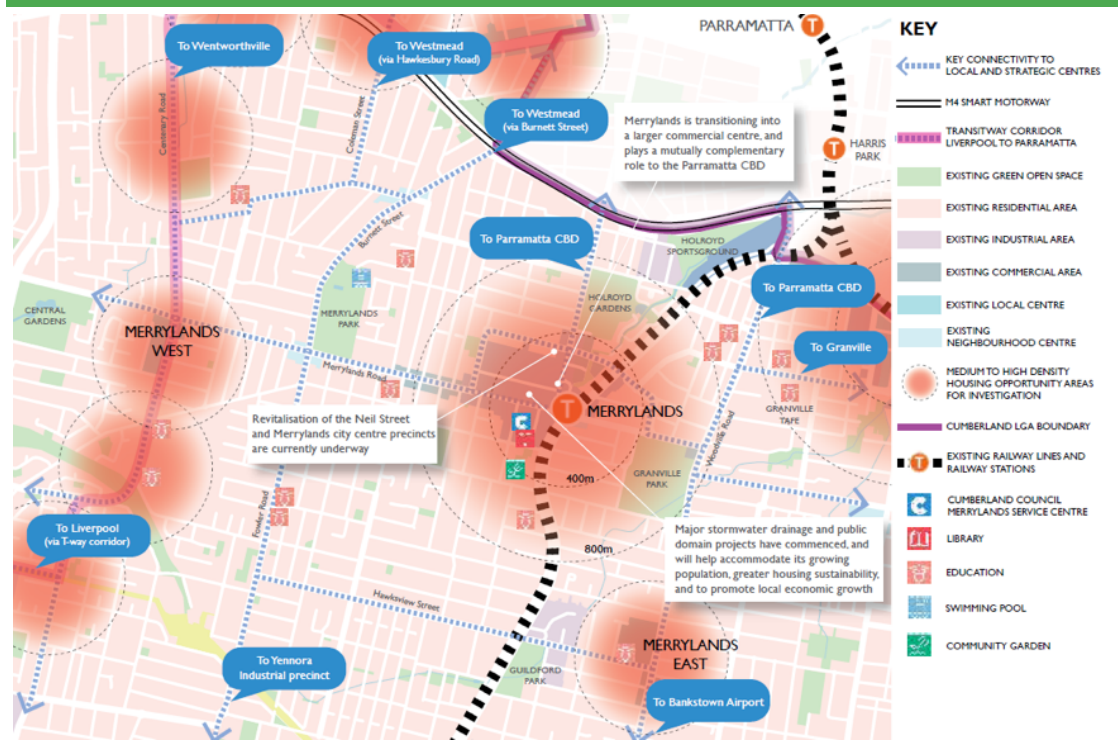 PARRAMATTA
T
KEY
To Wentworthville
To Westmead
(via Hawkesbury Road)
To Westmead
(via Burnett Street)
Centenary Road
Coleman Street
Merrylands is transitioning into
a larger commercial centre, and
plays a mutually complementary
role to the Parramatta CBD
T
HARRIS
PARK
Burnett Street
To Parramatta CBD
HOLROYD
SPORTSGROUND
To Parramatta CBD
CENTRAL
GARDENS
MERRYLANDS
PARK
HOLROYD
GARDENS
To Granville
MERRYLANDS
WEST
Merrylands Road
T
MERRYLANDS
GRANVILLE
TAFE
Revitalisation of the Neil Street
and Merrylands city centre precincts
are currently underway
Woodville Road
400m
GRANVILLE
PARK
Fowler Road
To Liverpool
(via T-way corridor)
800m
Major stormwater drainage and public
domain projects have commenced, and
will help accommodate its growing
population, greater housing sustainability,
and to promote local economic growth
Hawksview Street
MERRYLANDS
EAST
GUILDFORD
PARK
To Yennora
Industrial precinct
To Bankstown Airport
KEY CONNECTIVITY TO
LOCAL AND STRATEGIC CENTRES
M4 SMART MOTORWAY
TRANSITWAY CORRIDOR
LIVERPOOL TO PARRAMATTA
EXISTING GREEN OPEN SPACE
EXISTING RESIDENTIAL AREA
EXISTING INDUSTRIAL AREA
EXISTING COMMERCIAL AREA
EXISTING LOCAL CENTRE
EXISTING
NEIGHBOURHOOD CENTRE
MEDIUM TO HIGH DENSITY
HOUSING OPPORTUNITY AREAS
FOR INVESTIGATION
CUMBERLAND LGA BOUNDARY
T
EXISTING RAILWAY LINES AND
RAILWAY STATIONS
CUMBERLAND COUNCIL
MERRYLANDS SERVICE CENTRE
LIBRARY
EDUCATION
SWIMMING POOL
COMMUNITY GARDEN